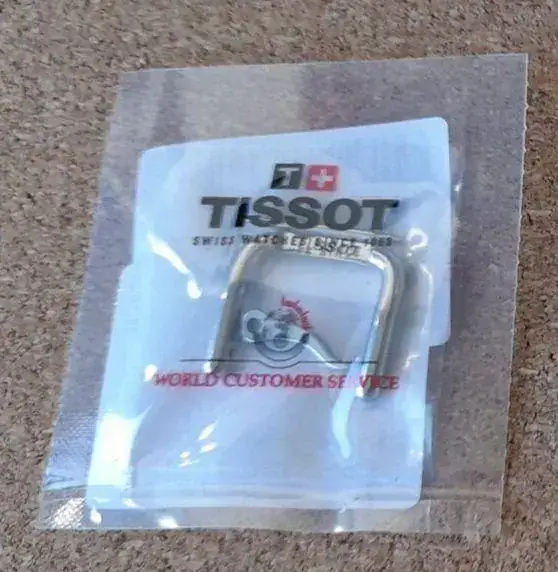 T+
TISSOT
SWISS WATCHES SINCE 1853
WORLD CUSTOMER SERVICE